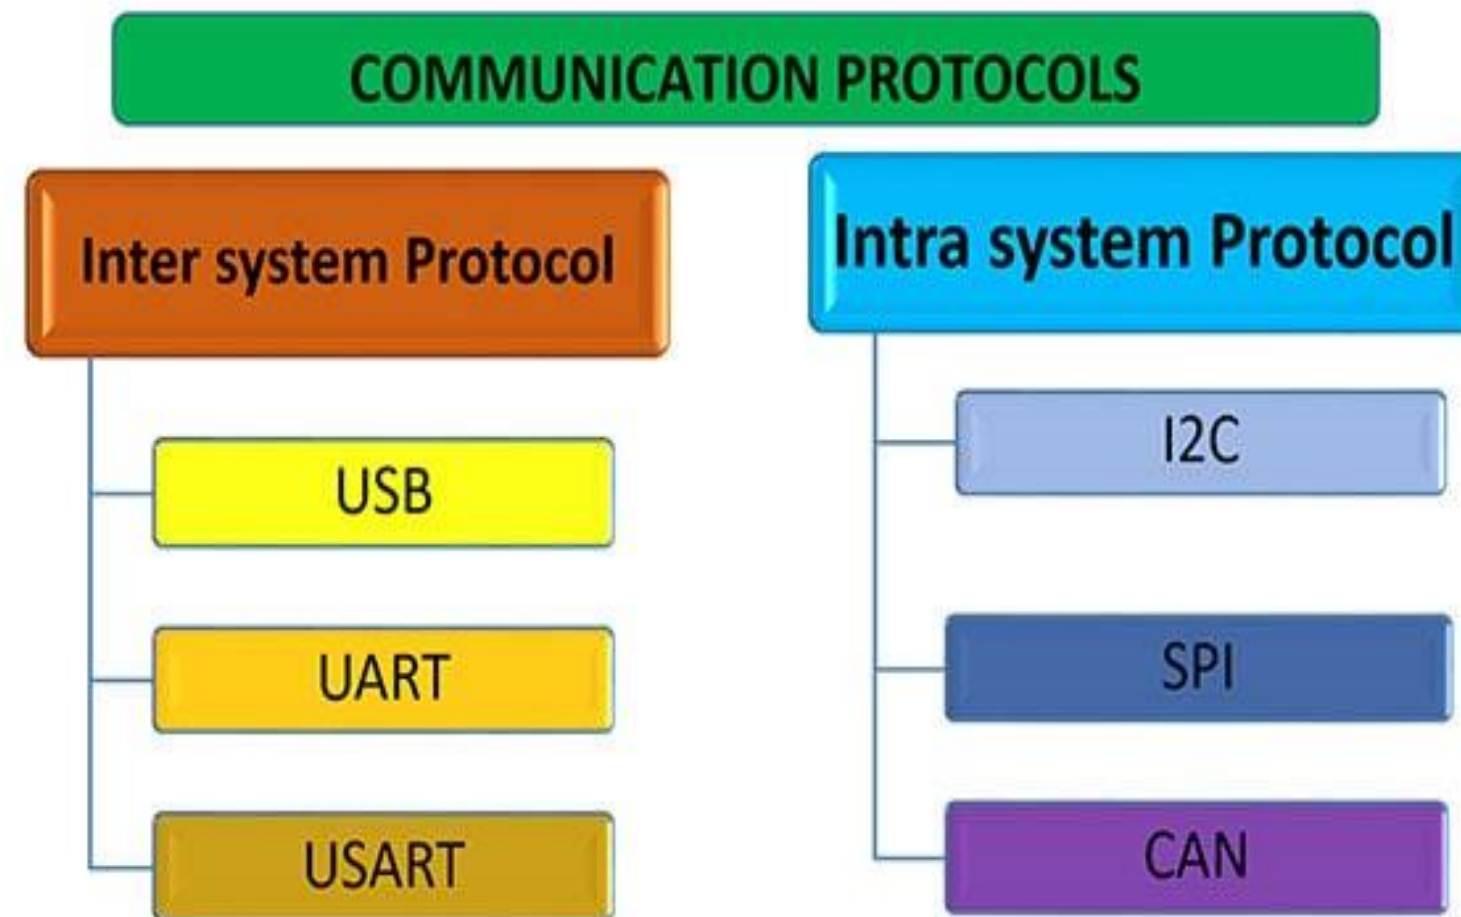 COMMUNICATION PROTOCOLS
Inter system Protocol
USB
UART
USART
Intra system Protocol
I2C
SPI
CAN